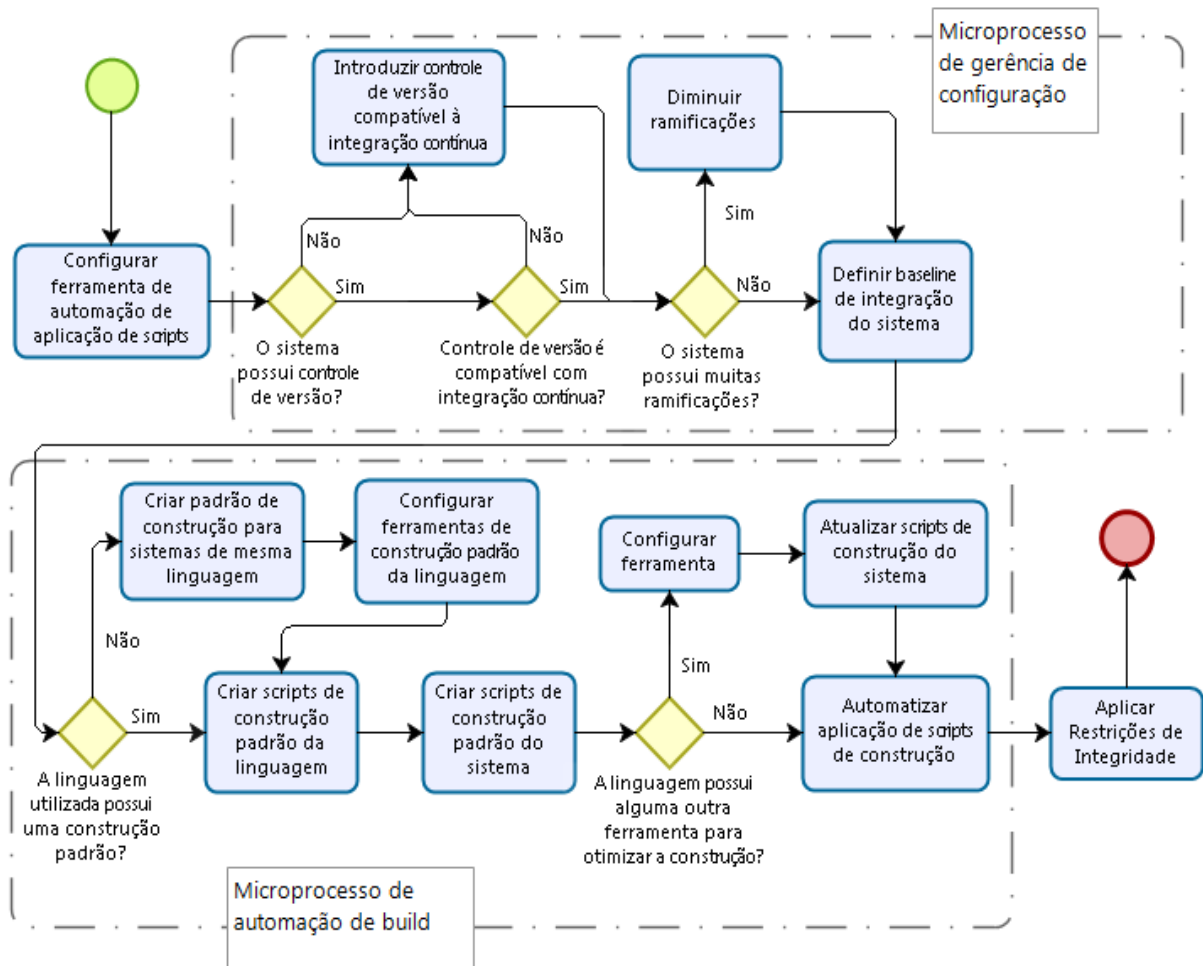 Microprocesso
de gerência de
configuração
Introduzir controle
de versão
compatível à
integração contínua
Diminuir
ramificações
Sim
Não
Não
Configurar
ferramenta de
automação de
aplicação de scripts
Sim
Sim
Não
Definir baseline
de integração
do sistema
O sistema
possui controle
de versão?
Controle de versão é
compatível com
integração contínua?
O sistema
possui muitas
ramificações?
Criar padrão de
construção para
sistemas de mesma
linguagem
Configurar
ferramentas de
construção padrão
da linguagem
Configurar
ferramenta
Atualizar scripts de
construção do
sistema
Não
Sim
Sim
Criar scripts de
construção
padrão da
linguagem
Criar scripts de
construção
padrão do
sistema
Não
Automatizar
aplicação de scripts
de construção
Aplicar
Restrições de
Integridade
A linguagem
utilizada possui
uma construção
padrão?
A linguagem possui
alguma outra
ferramenta para
otimizar a construção?
Microprocesso de
automação de build